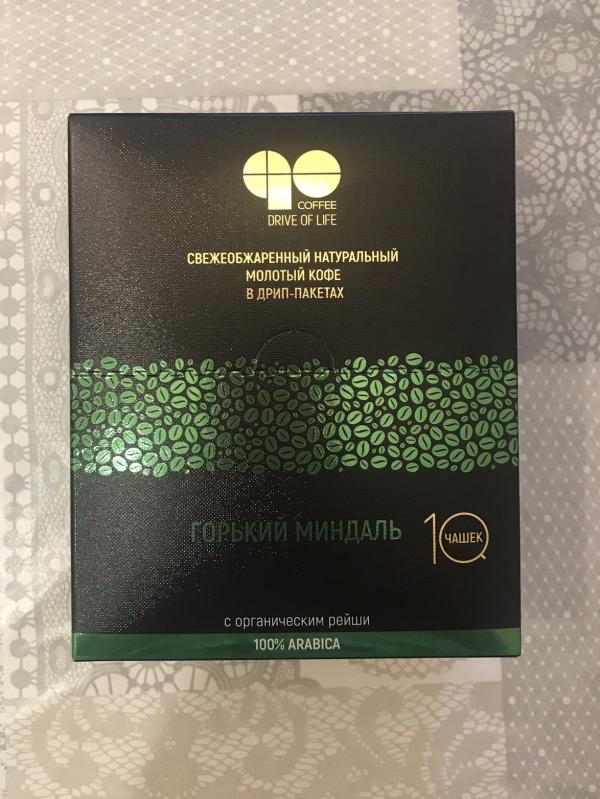 COFFEE
DRIVE OF LIFE
СВЕЖЕОБЖАРЕННЫЙ НАТУРАЛЬНЫЙ
МОЛОТЫЙ КОФЕ
В ДРИП-ПАКЕТАХ
ГОРЬКИЙ МИНДАЛЬ
10 ЧАШЕК
с органическим рейши
100% ARABICA